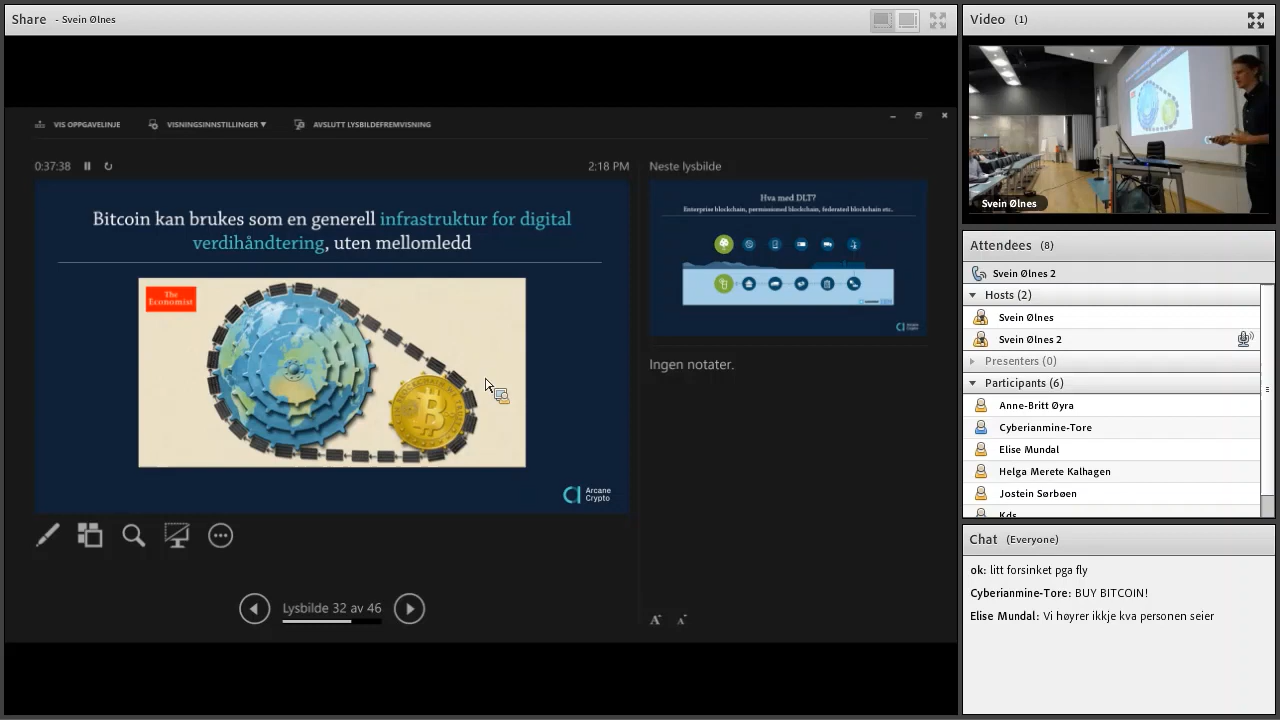 Share - Svein Ølnes
VIS OPPGAVELINJE
VISNINGSINNSTILLINGER
AVSLUTT LYSBILDEFREMVISNING
0:37:38
2:18 PM
Bitcoin kan brukes som en generell infrastruktur for digital
verdihåndtering, uten mellomledd
The
Economist
Arcane
Crypto
Lysbilde 32 av 46
Neste lysbilde
Hva med DLT?
Enterprise blockchain, permissioned blockchain, federated blockchain etc.
Arcane
Crypto
Ingen notater.
A
A
Video (1)
Svein Ølnes
Attendees (8)
Svein Ølnes 2
Hosts (2)
Svein Ølnes
Svein Ølnes 2
Presenters (0)
Participants (6)
Anne-Britt Øyra
Cyberianmine-Tore
Elise Mundal
Helga Merete Kalhagen
Jostein Sørbøen
Kds
Chat (Everyone)
ok: litt forsinket pga fly
Cyberianmine-Tore: BUY BITCOIN!
Elise Mundal: Vi høyrer ikkje kva personen seier